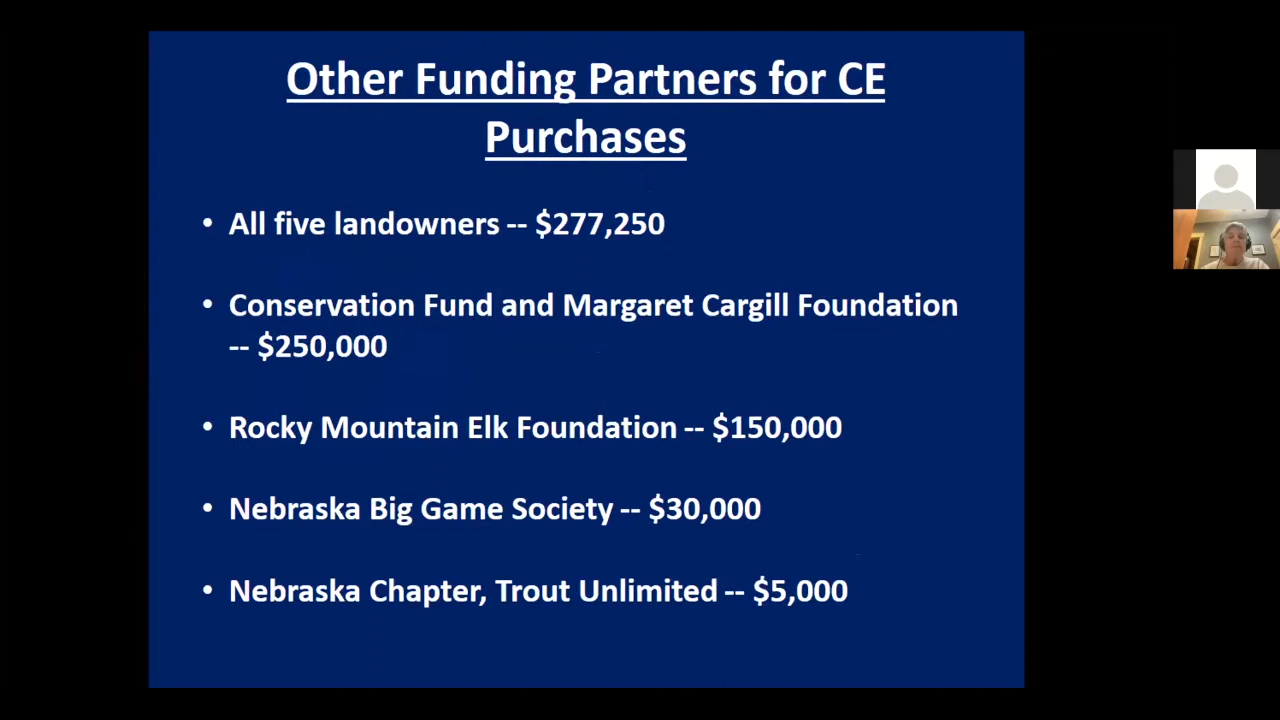 Other Funding Partners for CE
Purchases
• All five landowners -- $277,250
• Conservation Fund and Margaret Cargill Foundation
-- $250,000
• Rocky Mountain Elk Foundation -- $150,000
• Nebraska Big Game Society -- $30,000
• Nebraska Chapter, Trout Unlimited -- $5,000